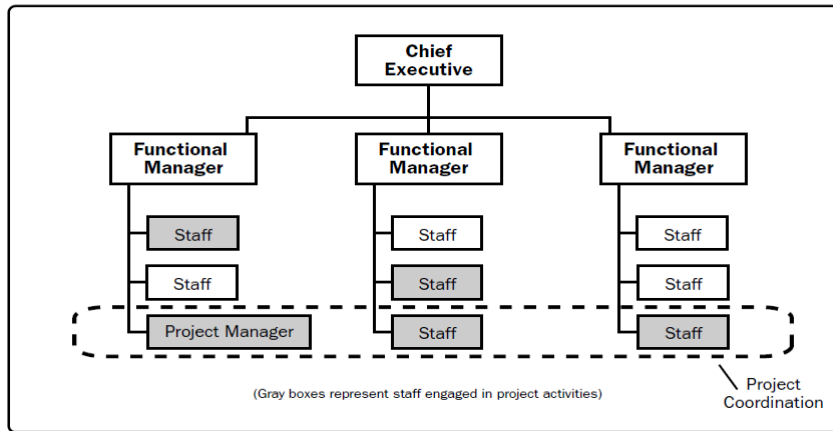 Chief
Executive
Functional
Manager
Functional
Manager
Functional
Manager
Staff
Staff
Staff
Staff
Staff
Staff
Project Manager
Staff
Staff
(Gray boxes represent staff engaged in project activities)
Project
Coordination